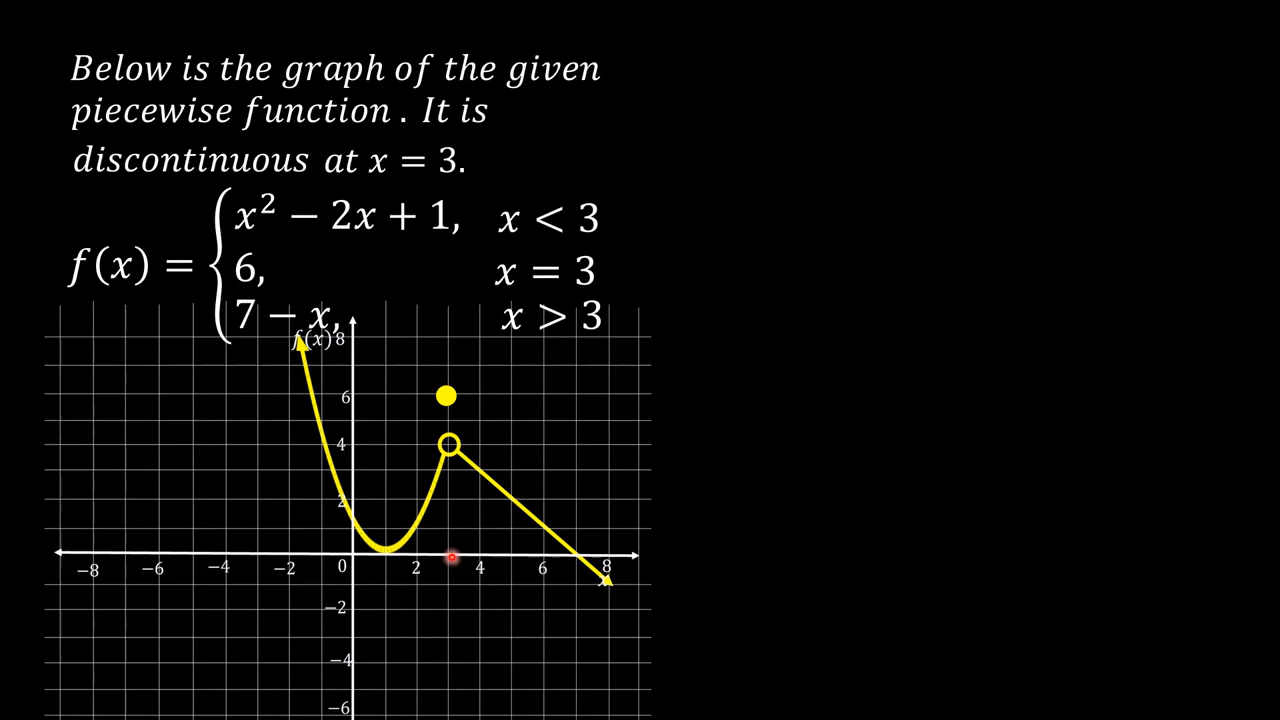 Below is the graph of the given
piecewise function . It is
discontinuous at x = 3.
x² − 2x + 1, x < 3
f(x) = { 6, x = 3
7 − x, x > 3
f(x) 8
6
4
2
−8 −6 −4 −2 0 2 4 6 8
x
−2
−4
−6